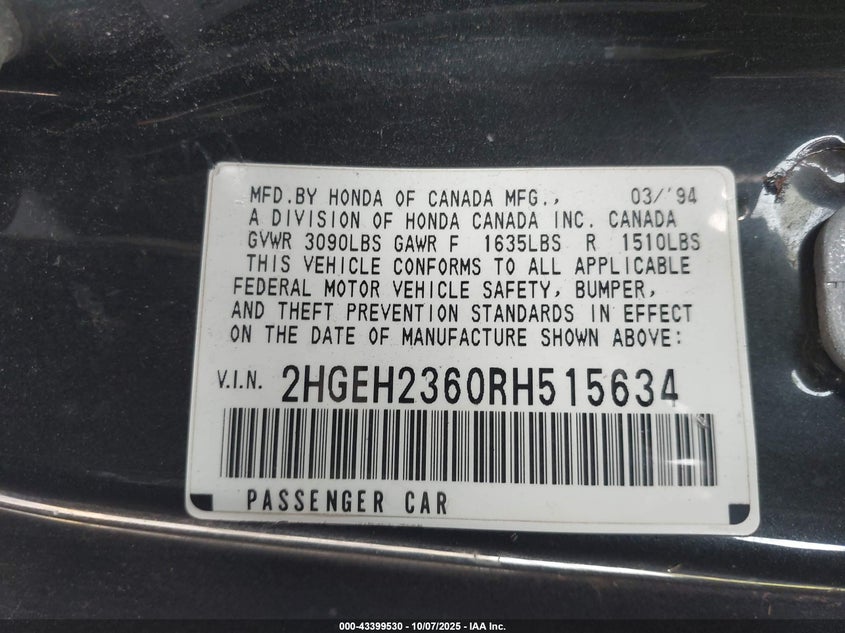 MFD.BY HONDA OF CANADA MFG., 03/'94
A DIVISION OF HONDA CANADA INC. CANADA
GVWR 3090LBS GAWR F 1635LBS R 1510LBS
THIS VEHICLE CONFORMS TO ALL APPLICABLE
FEDERAL MOTOR VEHICLE SAFETY, BUMPER,
AND THEFT PREVENTION STANDARDS IN EFFECT
ON THE DATE OF MANUFACTURE SHOWN ABOVE:
V.I.N. 2HGEH2360RH515634
PASSENGER CAR
000-43399530 - 10/07/2025 - IAA Inc.